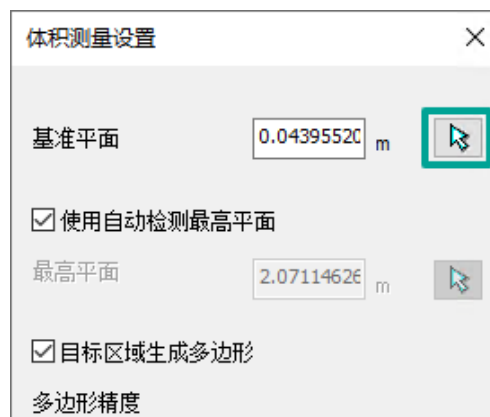 体积测量设置
基准平面 0.04395520 m
使用自动检测最高平面
最高平面 2.07114626 m
目标区域生成多边形
多边形精度